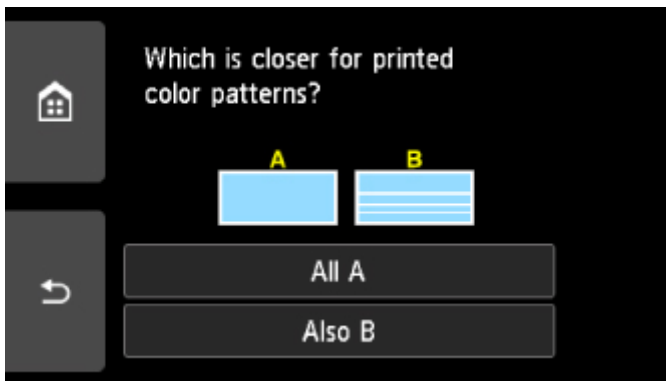 Which is closer for printed
color patterns?
A B
All A
Also B